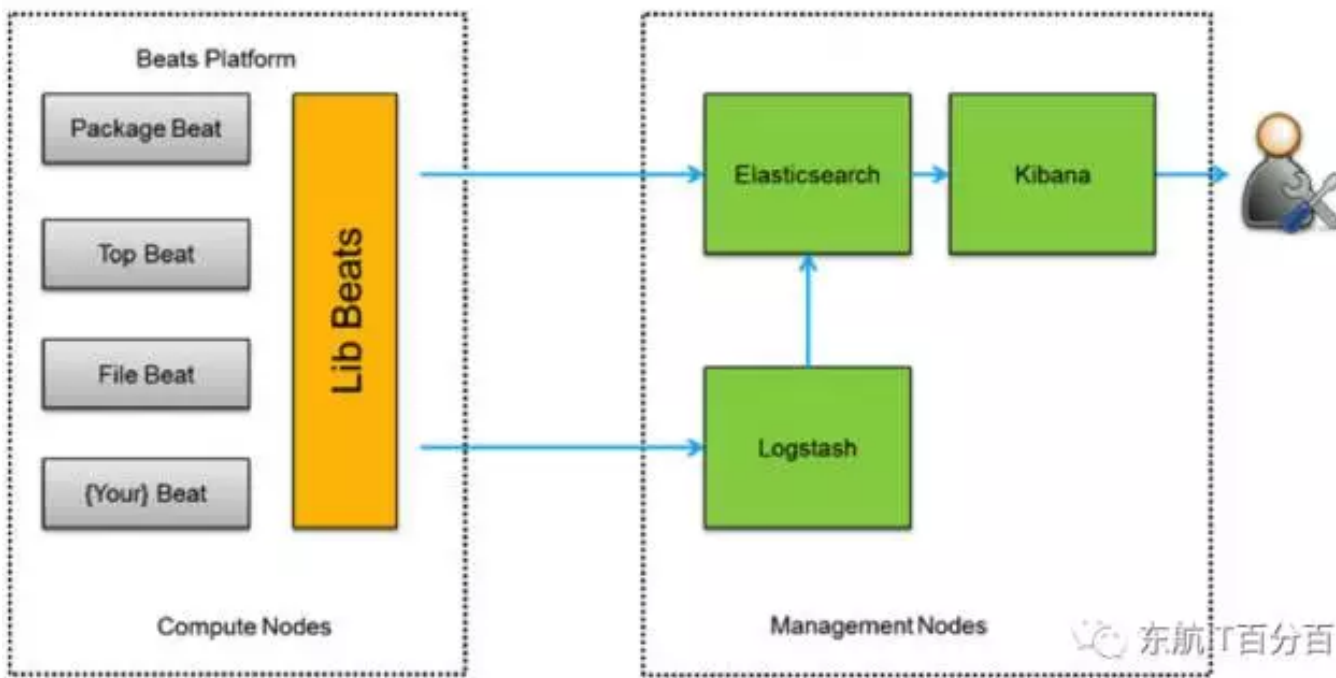 Beats Platform
Package Beat
Top Beat
File Beat
{Your} Beat
Lib Beats
Compute Nodes
Elasticsearch
Kibana
Logstash
Management Nodes
东航IT百分百